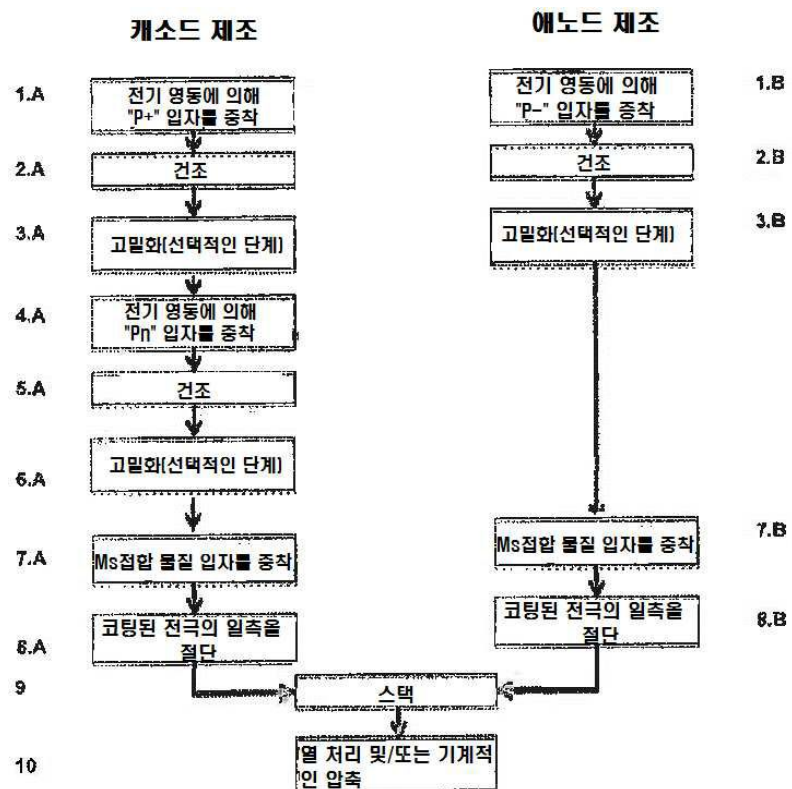 캐소드 제조
애노드 제조
1.A
전기 영동에 의해
"P+" 입자를 증착
1.B
전기 영동에 의해
"P-" 입자를 증착
2.A
건조
2.B
건조
3.A
고밀화(선택적인 단계)
3.B
고밀화(선택적인 단계)
4.A
전기 영동에 의해
"Pn" 입자를 증착
5.A
건조
6.A
고밀화(선택적인 단계)
7.A
Ms접합 물질 입자를 증착
7.B
Ms접합 물질 입자를 증착
8.A
코팅된 전극의 일측을
절단
8.B
코팅된 전극의 일측을
절단
9
스택
10
열 처리 및/또는 기계적
인 압축